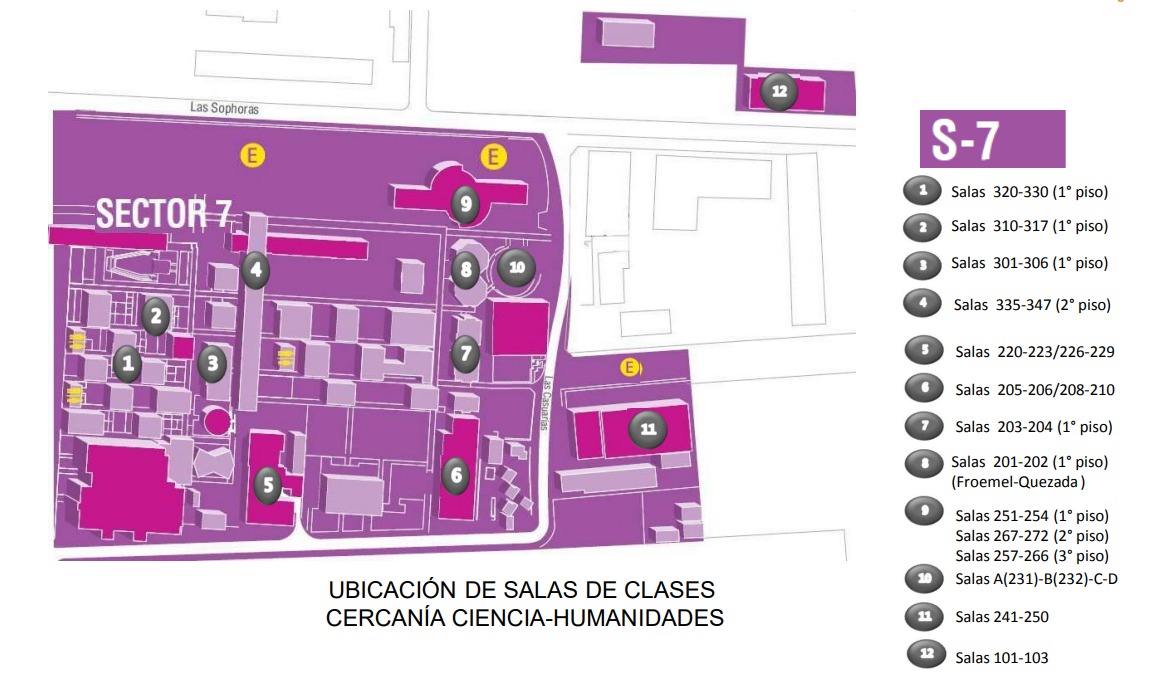 Las Sophoras
12
E
E
SECTOR 7
9
8
10
4
2
1
3
7
E
Las Casuarinas
11
5
6
UBICACIÓN DE SALAS DE CLASES
CERCANÍA CIENCIA-HUMANIDADES
S-7
1 Salas 320-330 (1° piso)
2 Salas 310-317 (1° piso)
3 Salas 301-306 (1° piso)
4 Salas 335-347 (2° piso)
5 Salas 220-223/226-229
6 Salas 205-206/208-210
7 Salas 203-204 (1° piso)
8 Salas 201-202 (1° piso)
(Froemel-Quezada )
9 Salas 251-254 (1° piso)
Salas 267-272 (2° piso)
Salas 257-266 (3° piso)
10 Salas A(231)-B(232)-C-D
11 Salas 241-250
12 Salas 101-103